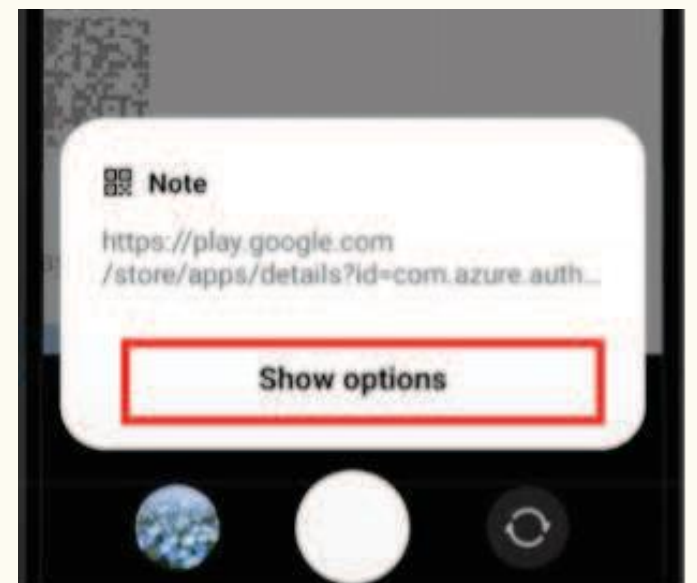 Note
https://play.google.com
/store/apps/details?id=com.azure.auth...
Show options